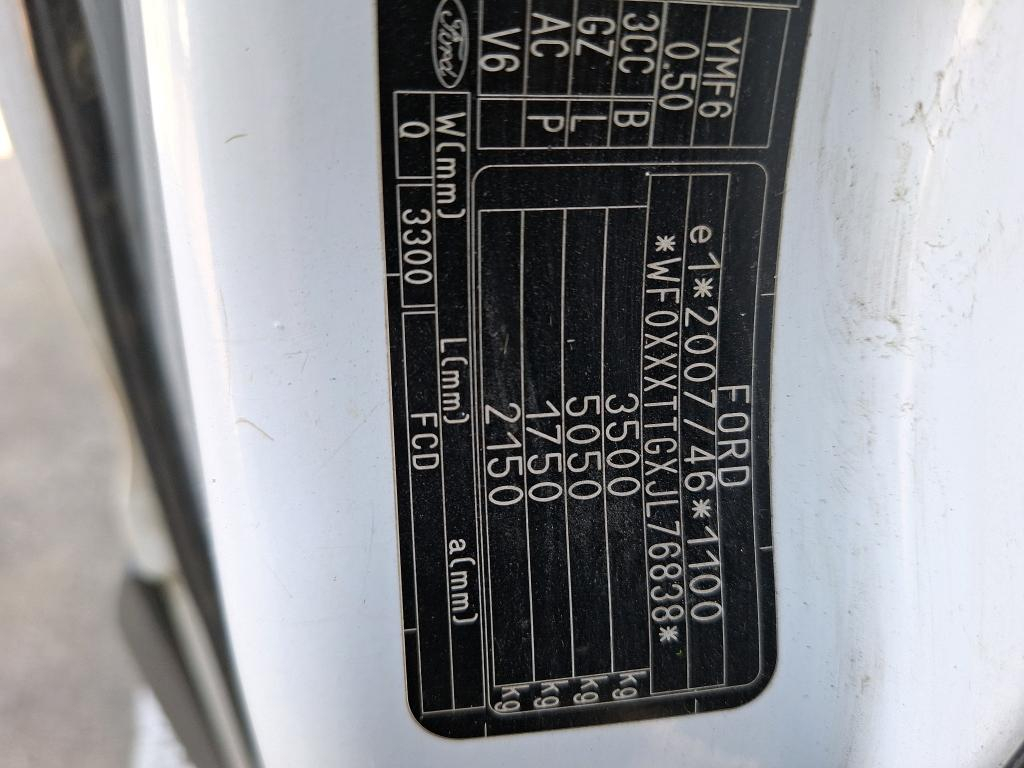 FORD
e1*2007/46*1100
*WF0XXXTTGXJL76838*
3500 kg
5050 kg
1750 kg
2150 kg
YMF6
0.50
3CC B
GZ L
AC P
V6
Ford
W(mm) L(mm) a(mm)
Q 3300 FCD